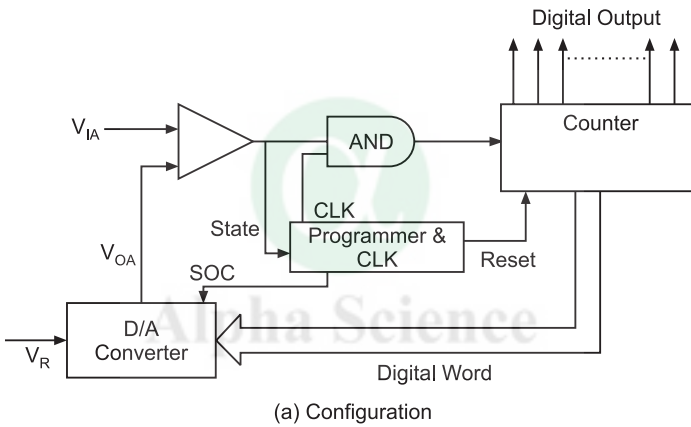 Digital Output
Counter
V_IA
AND
CLK
State
Programmer &
CLK
Reset
V_OA
SOC
D/A
Converter
V_R
Alpha Science
Digital Word
(a) Configuration